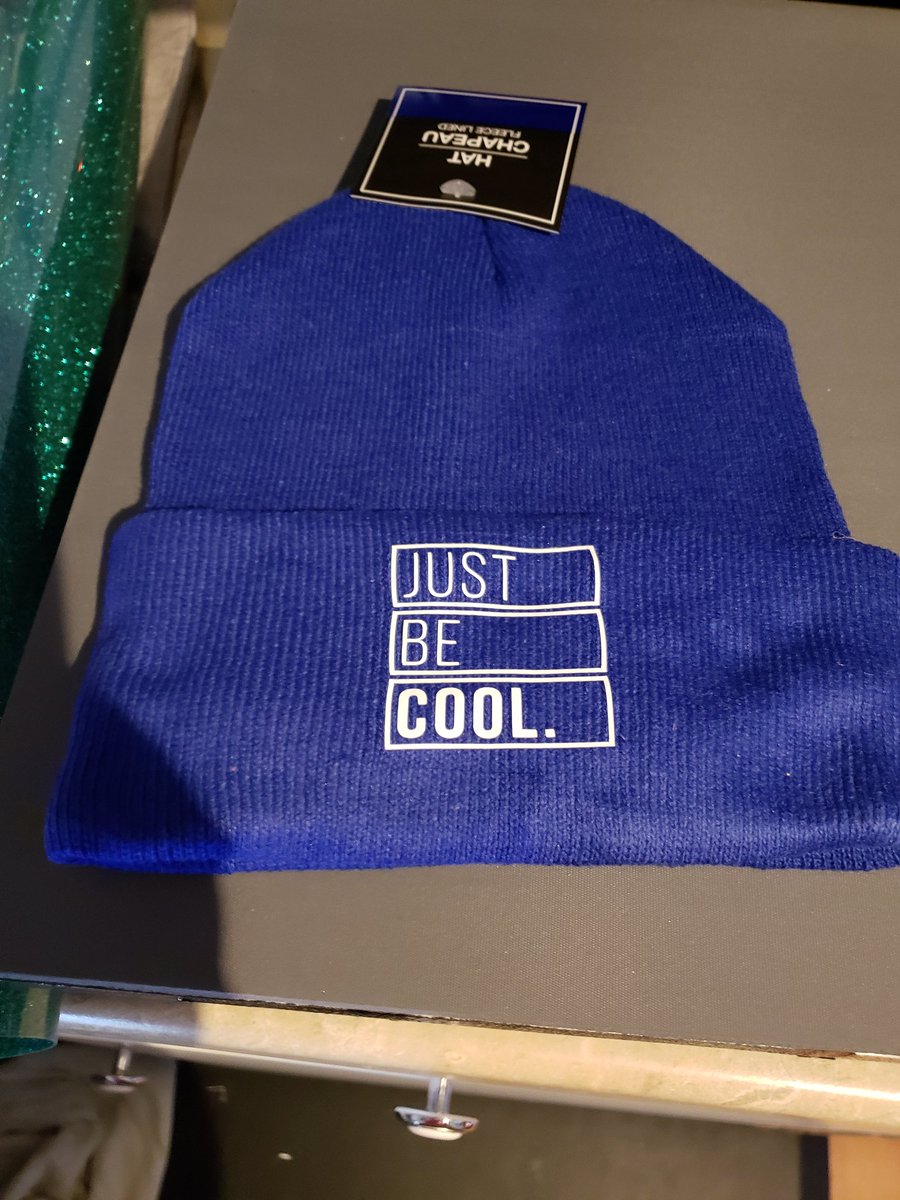 HAT
CHAPEAU
FLEECE LINED
JUST
BE
COOL.